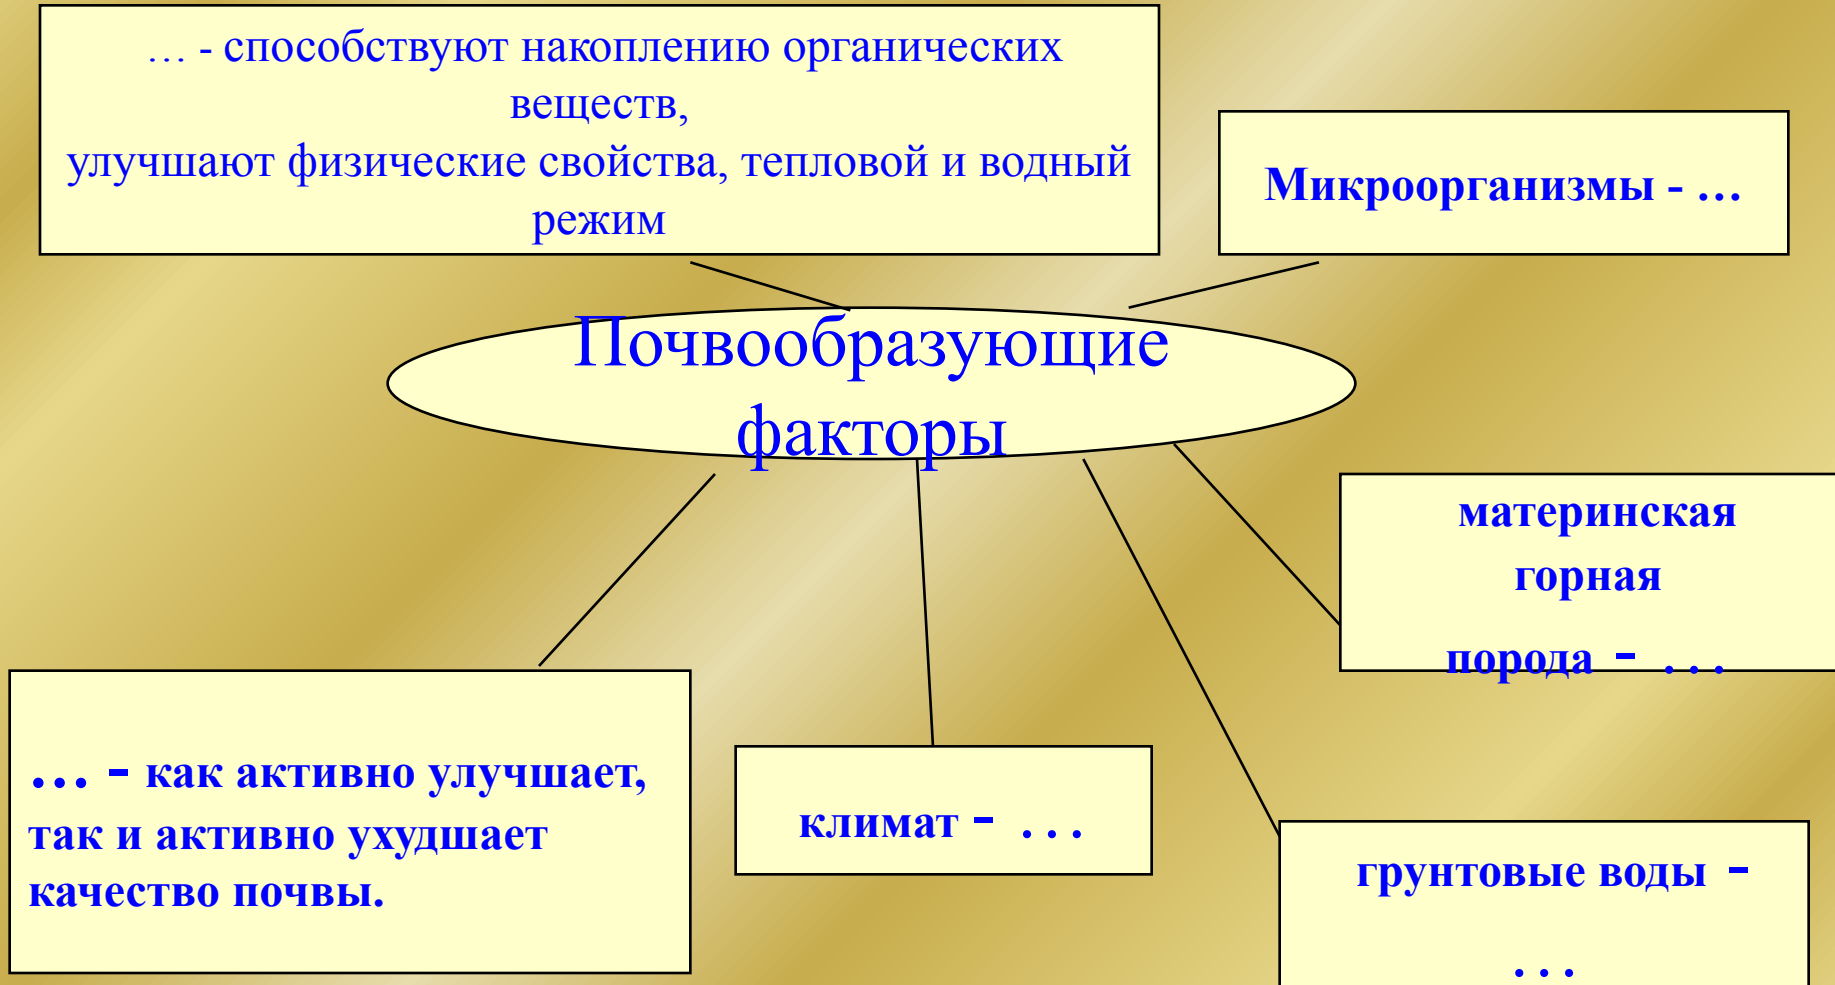 … - способствуют накоплению органических
веществ,
улучшают физические свойства, тепловой и водный
режим
Микроорганизмы - …
Почвообразующие
факторы
материнская
горная
порода - …
… - как активно улучшает,
так и активно ухудшает
качество почвы.
климат - …
грунтовые воды -
…